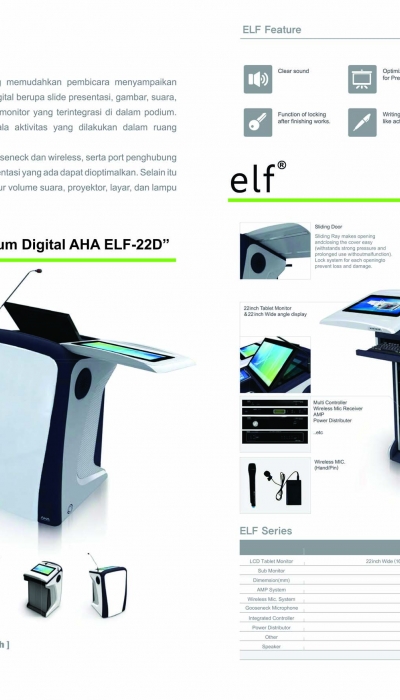 memudahkan pembicara menyampaikan
gital berupa slide presentasi, gambar, suara,
monitor yang terintegrasi di dalam podium.
ala aktivitas yang dilakukan dalam ruang
seneck dan wireless, serta port penghubung
entasi yang ada dapat dioptimalkan. Selain itu
ur volume suara, proyektor, layar, dan lampu
um Digital AHA ELF-22D”
h ]
ELF Feature
Clear sound
Optimi
for Pre
Function of locking
after finishing works.
Writing
like act
elf®
Sliding Door
Sliding Ray makes opening
endclosing the cover easy
(withstands strong pressure and
prolonged use withoutmalfunction)
Lock system for each openingto
prevent loss and damage.
22inch Tablet Monitor
&22inch Wide angle display
Multi Controller
Wireless Mic Receiver
AMP
Power Distributor
..etc
Wireless MIC.
(Hand/Pin)
ELF Series
LCD Tablet Monitor : 22inch Wide (16
Sub Monitor :
Dimension(mm) :
AMP System :
Wireless Mic. System :
Gooseneck Microphone :
Integrated Controller :
Power Distributor :
Other :
Speaker :